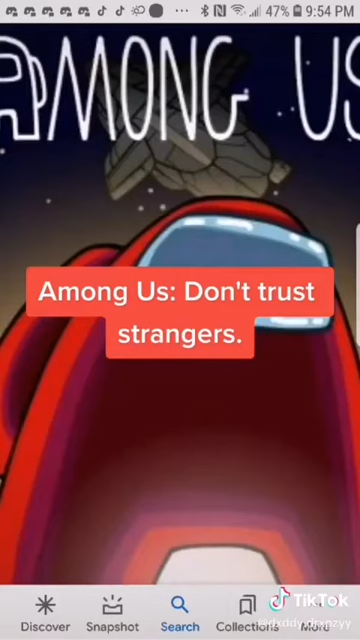 47% 9:54 PM
AMONG US
Among Us: Don't trust
strangers.
Discover Snapshot Search Collections More
TikTok